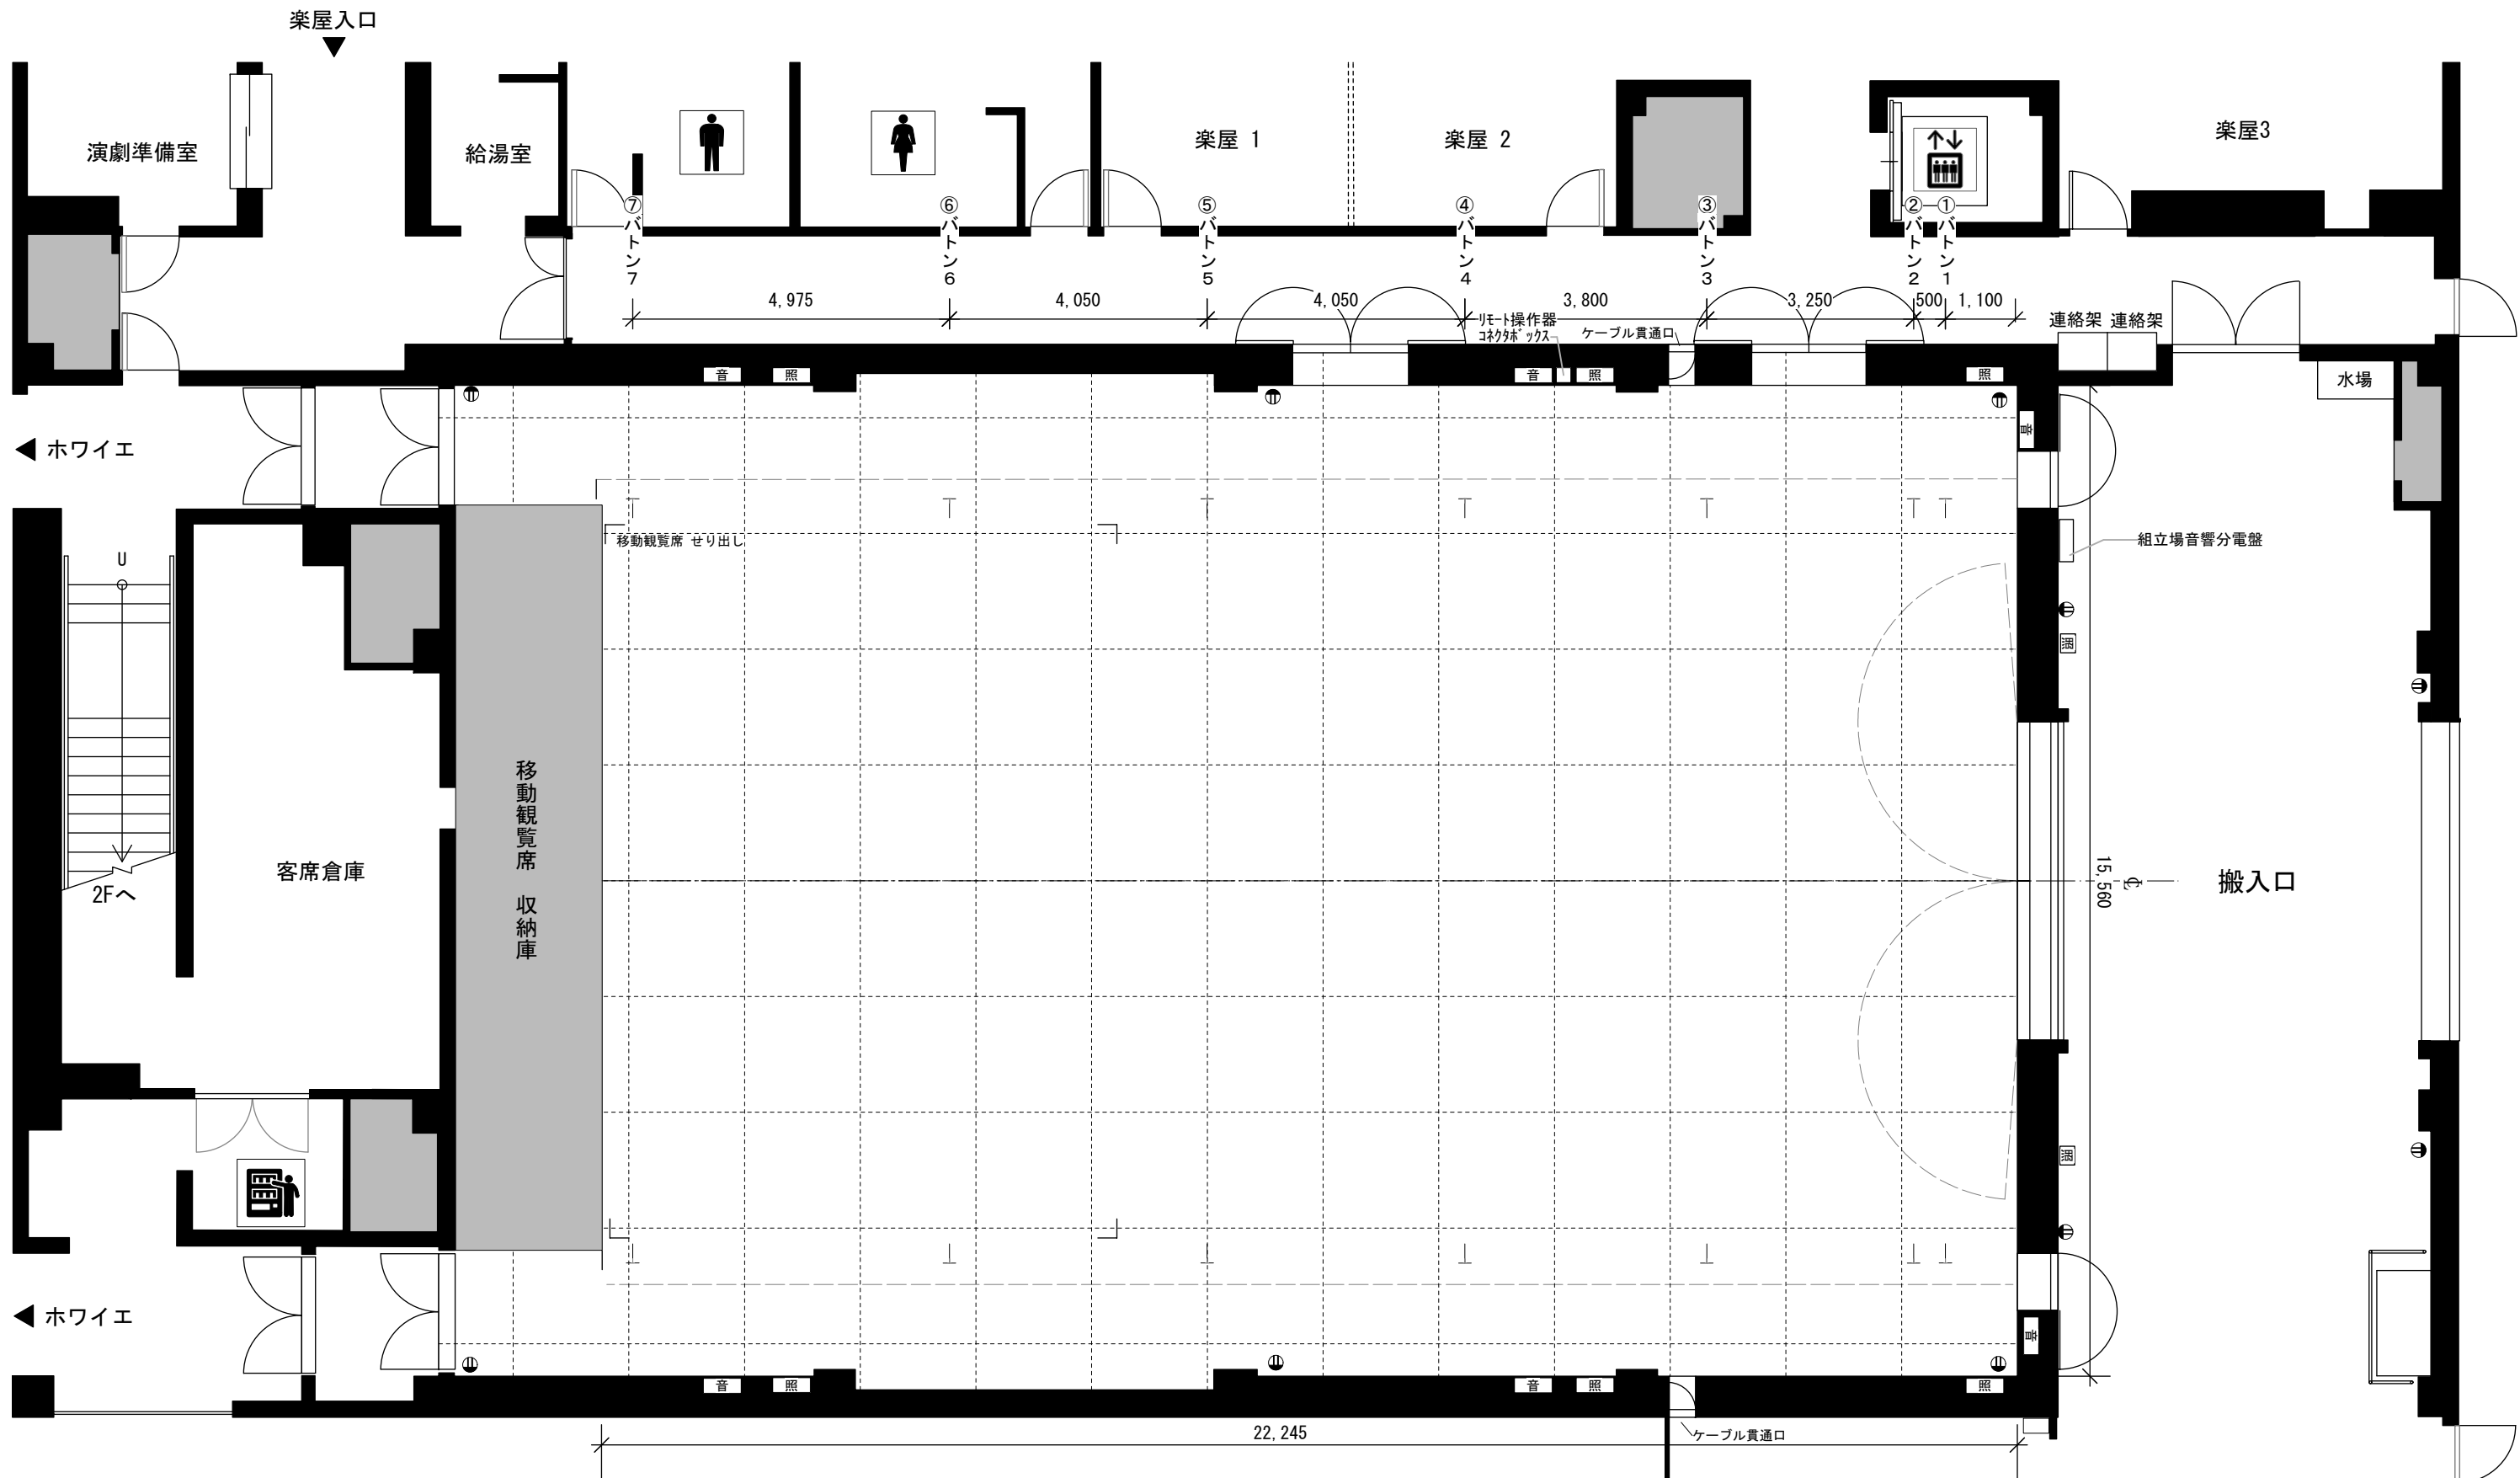 楽屋入口
演劇準備室
給湯室
楽屋 1
楽屋 2
楽屋3
⑦バトン7
⑥バトン6
⑤バトン5
④バトン4
③バトン3
②バトン2
①バトン1
4,975
4,050
4,050
3,800
3,250
500
1,100
リモート操作器
コネクタボックス
ケーブル貫通口
連絡架
連絡架
音
照
音
照
照
水場
ホワイエ
音
移動観覧席 せり出し
組立場音響分電盤
U
照
移動観覧席 収納庫
客席倉庫
2Fへ
15,560
℄
搬入口
照
ホワイエ
音
音
照
音
照
照
22,245
ケーブル貫通口